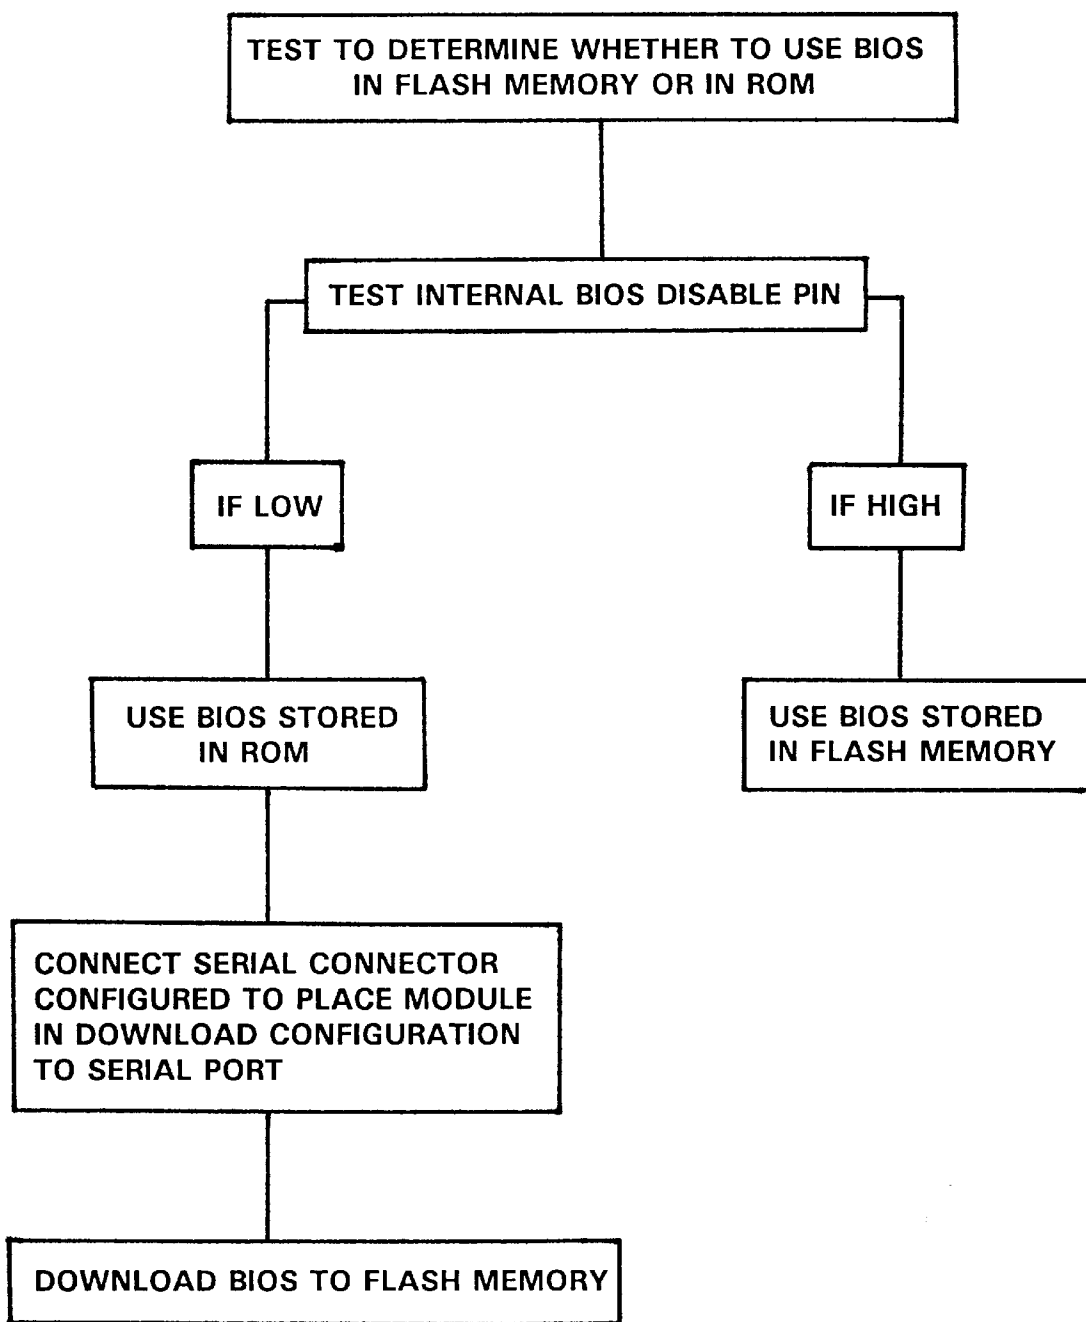 TEST TO DETERMINE WHETHER TO USE BIOS
IN FLASH MEMORY OR IN ROM
TEST INTERNAL BIOS DISABLE PIN
IF LOW
IF HIGH
USE BIOS STORED
IN ROM
USE BIOS STORED
IN FLASH MEMORY
CONNECT SERIAL CONNECTOR
CONFIGURED TO PLACE MODULE
IN DOWNLOAD CONFIGURATION
TO SERIAL PORT
DOWNLOAD BIOS TO FLASH MEMORY